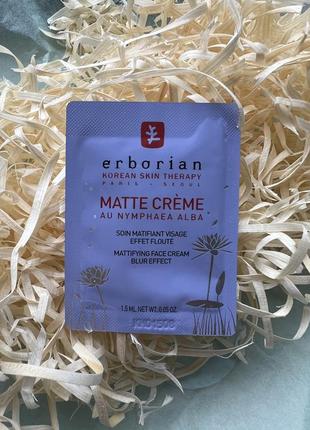 erborian
KOREAN SKIN THERAPY
PARIS - SEOUL
MATTE CRÈME
AU NYMPHAEA ALBA
SOIN MATIFIANT VISAGE
EFFET FLOUTÉ
MATTIFYING FACE CREAM
BLUR EFFECT
1.5 ML NET WT. 0.05 OZ.